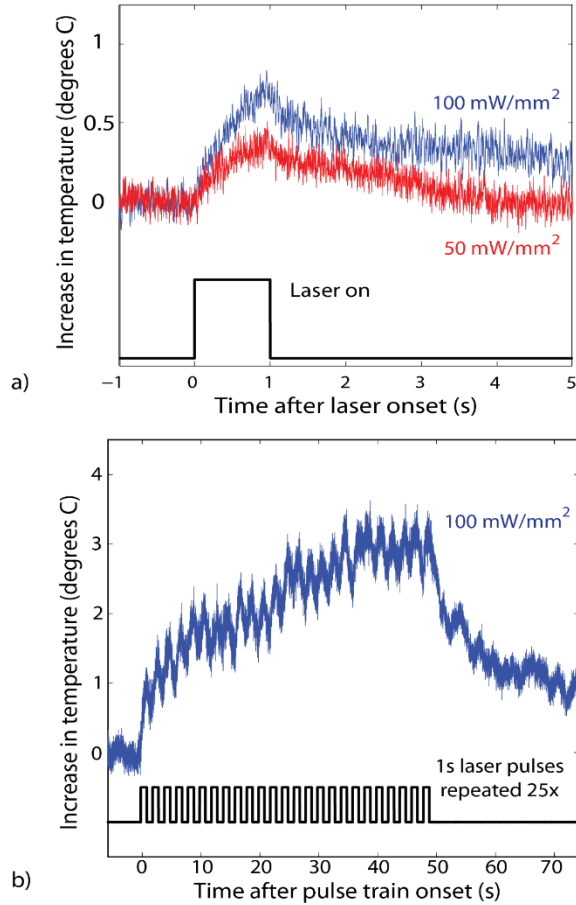 1
0.5
0
Increase in temperature (degrees C)
100 mW/mm²
50 mW/mm²
Laser on
-1 0 1 2 3 4 5
Time after laser onset (s)
a)
4
3
2
1
0
Increase in temperature (degrees C)
100 mW/mm²
1s laser pulses
repeated 25x
0 10 20 30 40 50 60 70
Time after pulse train onset (s)
b)